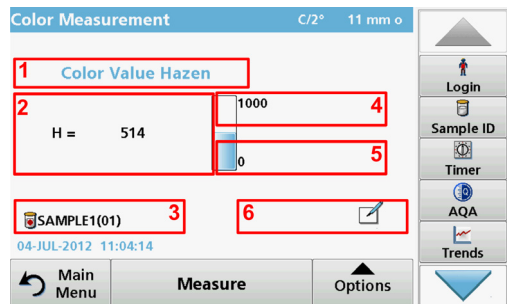 Color Measurement C/2° 11 mm o
1 Color Value Hazen
2
H = 514
1000 4
0 5
SAMPLE1(01) 3
6
04-JUL-2012 11:04:14
Main Menu
Measure
Options
Login
Sample ID
Timer
AQA
Trends